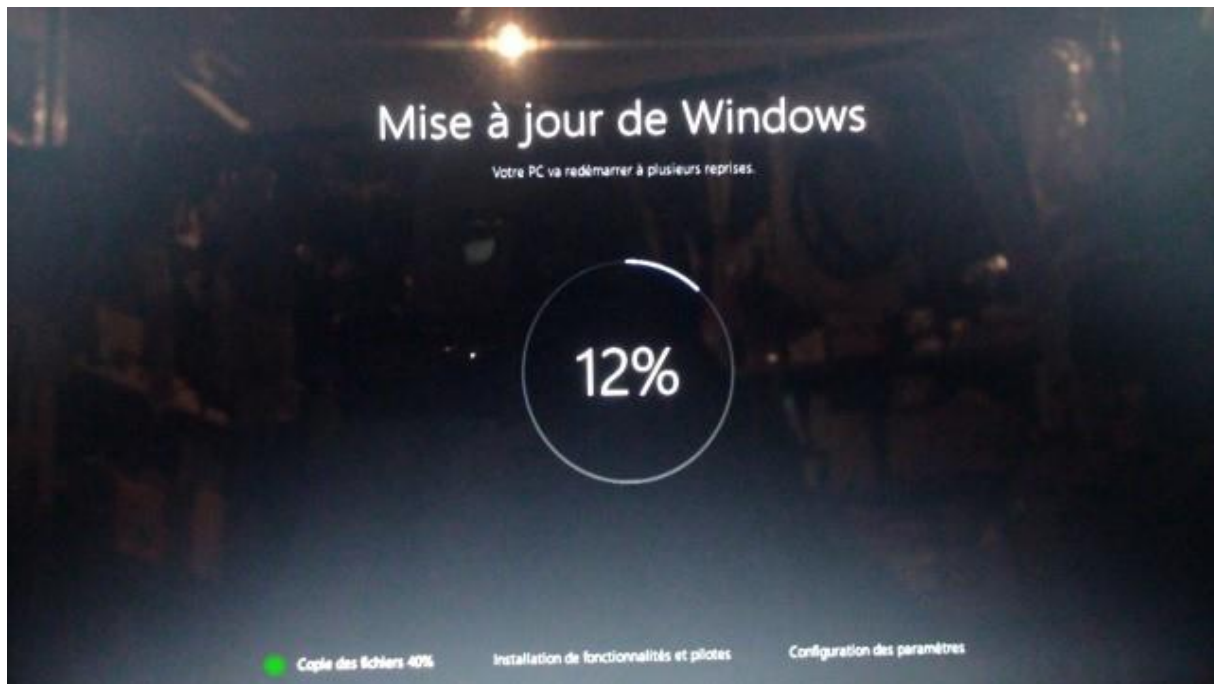 Mise à jour de Windows
Votre PC va redémarrer à plusieurs reprises.
12%
Copie des fichiers 40% Installation de fonctionnalités et pilotes Configuration des paramètres